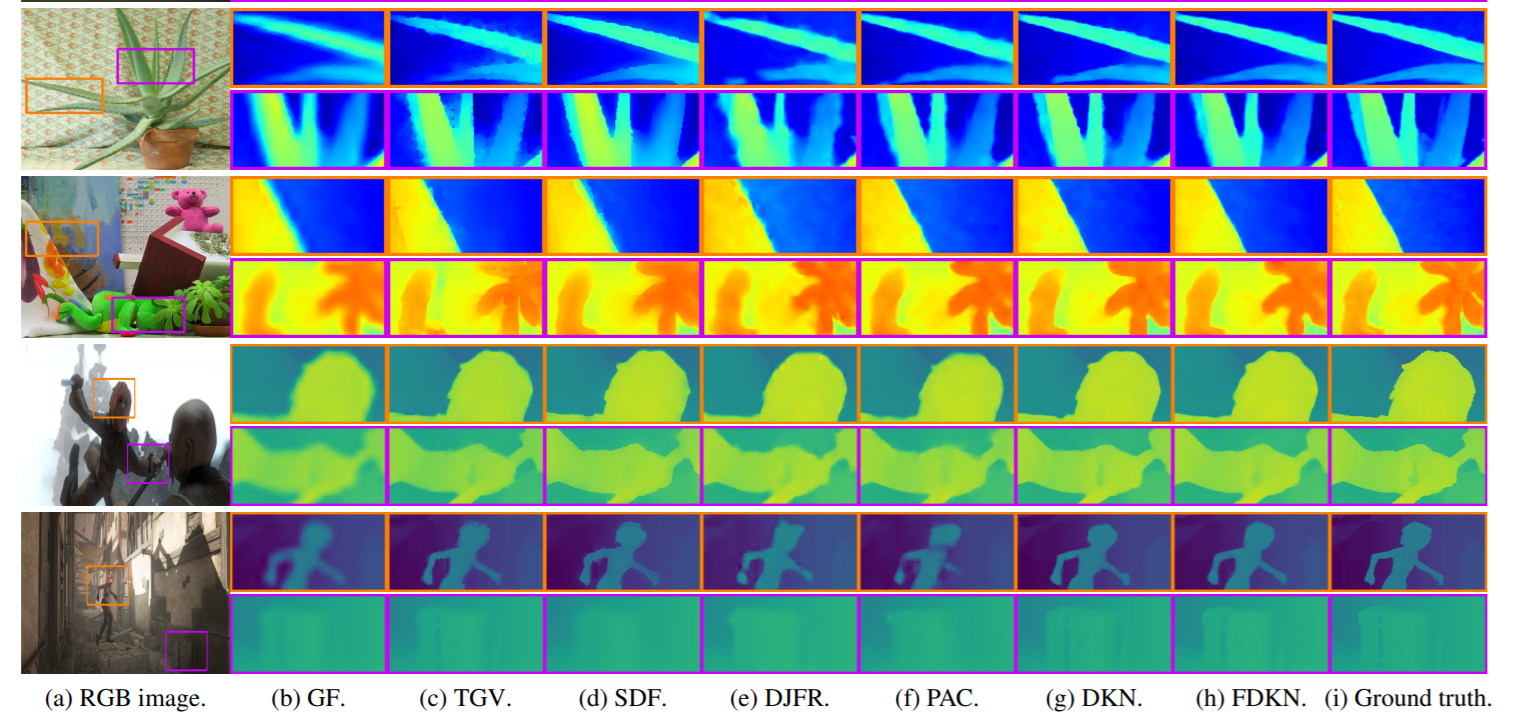 (a) RGB image. (b) GF. (c) TGV. (d) SDF. (e) DJFR. (f) PAC. (g) DKN. (h) FDKN. (i) Ground truth.